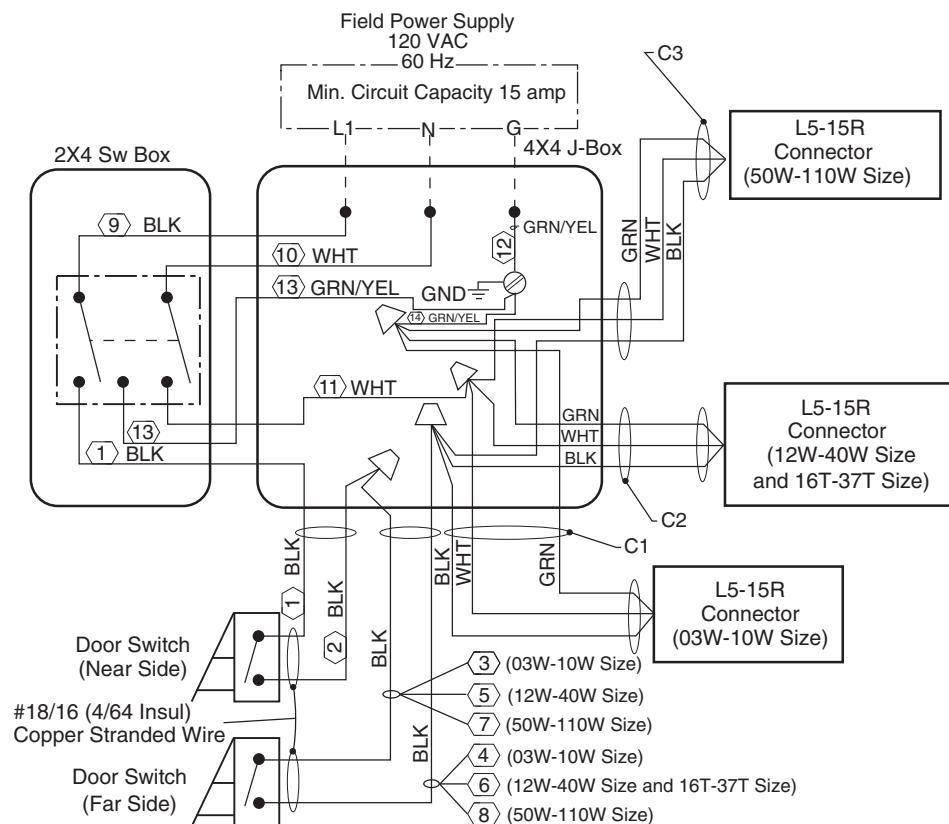 Field Power Supply
120 VAC
60 Hz
Min. Circuit Capacity 15 amp
L1 N G
2X4 Sw Box
4X4 J-Box
C3
L5-15R
Connector
(50W-110W Size)
9 BLK
10 WHT
12
GRN/YEL
13 GRN/YEL
GND
14 GRN/YEL
GRN
WHT
BLK
11 WHT
13
1 BLK
GRN
WHT
BLK
L5-15R
Connector
(12W-40W Size
and 16T-37T Size)
C2
C1
BLK
1
BLK
2
BLK
BLK
WHT
GRN
L5-15R
Connector
(03W-10W Size)
Door Switch
(Near Side)
#18/16 (4/64 Insul)
Copper Stranded Wire
Door Switch
(Far Side)
BLK
3 (03W-10W Size)
5 (12W-40W Size)
7 (50W-110W Size)
4 (03W-10W Size)
6 (12W-40W Size and 16T-37T Size)
8 (50W-110W Size)